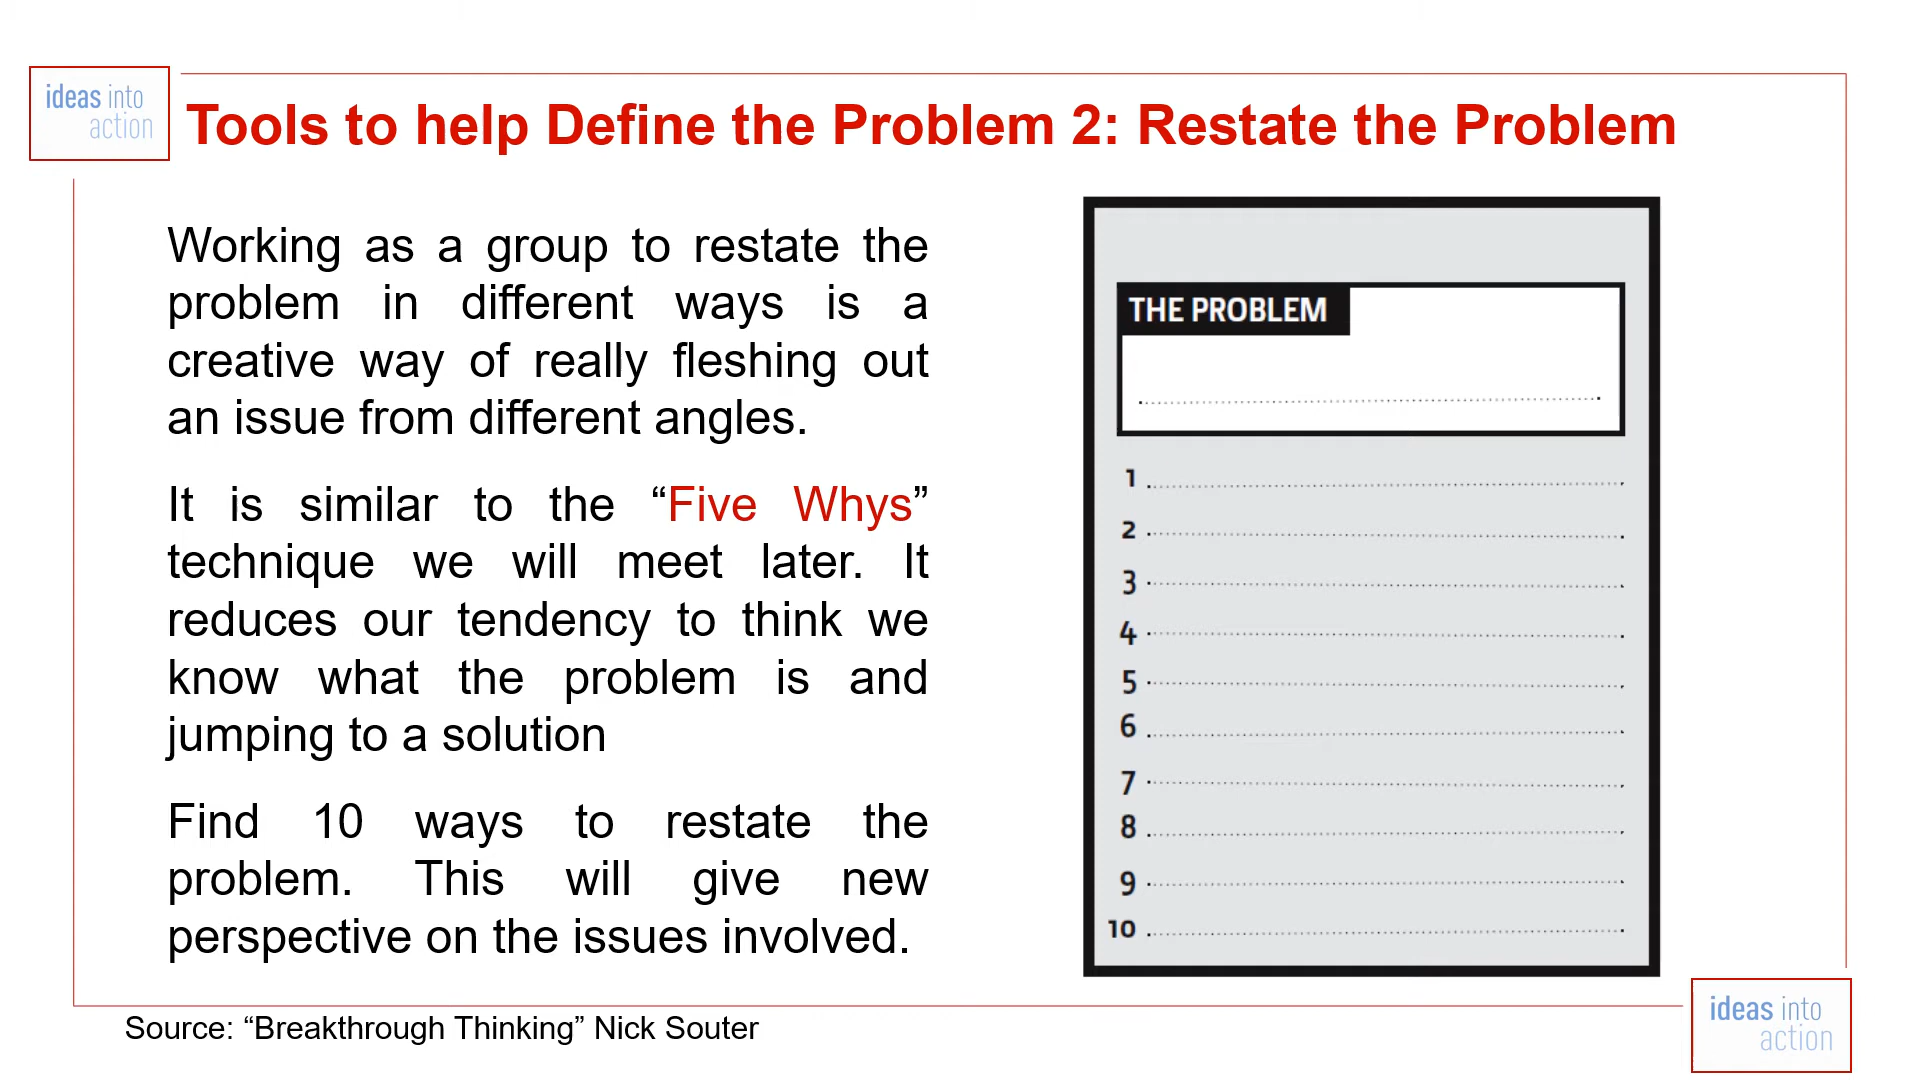 ideas into
action
Tools to help Define the Problem 2: Restate the Problem
Working as a group to restate the
problem in different ways is a
creative way of really fleshing out
an issue from different angles.
It is similar to the “Five Whys”
technique we will meet later. It
reduces our tendency to think we
know what the problem is and
jumping to a solution
Find 10 ways to restate the
problem. This will give new
perspective on the issues involved.
THE PROBLEM
1
2
3
4
5
6
7
8
9
10
Source: “Breakthrough Thinking” Nick Souter
ideas into
action